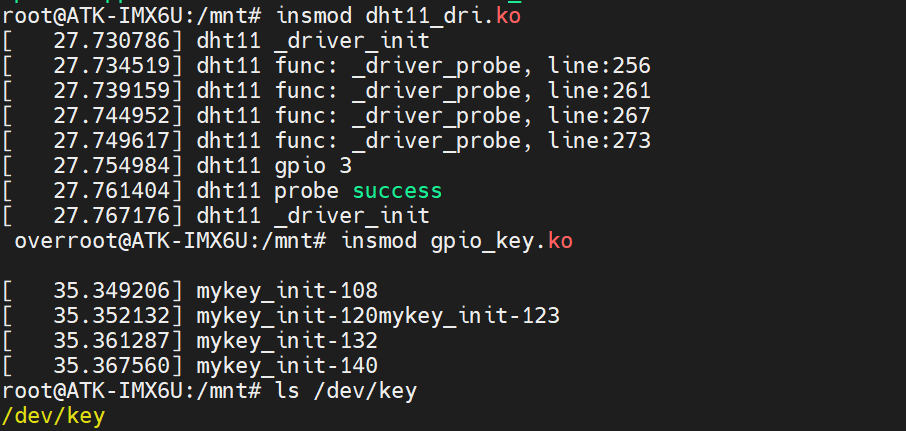 root@ATK-IMX6U:/mnt# insmod dht11_dri.ko
[   27.730786] dht11 _driver_init
[   27.734519] dht11 func: _driver_probe, line:256
[   27.739159] dht11 func: _driver_probe, line:261
[   27.744952] dht11 func: _driver_probe, line:267
[   27.749617] dht11 func: _driver_probe, line:273
[   27.754984] dht11 gpio 3
[   27.761404] dht11 probe success
[   27.767176] dht11 _driver_init
 overroot@ATK-IMX6U:/mnt# insmod gpio_key.ko
[   35.349206] mykey_init-108
[   35.352132] mykey_init-120mykey_init-123
[   35.361287] mykey_init-132
[   35.367560] mykey_init-140
root@ATK-IMX6U:/mnt# ls /dev/key
/dev/key